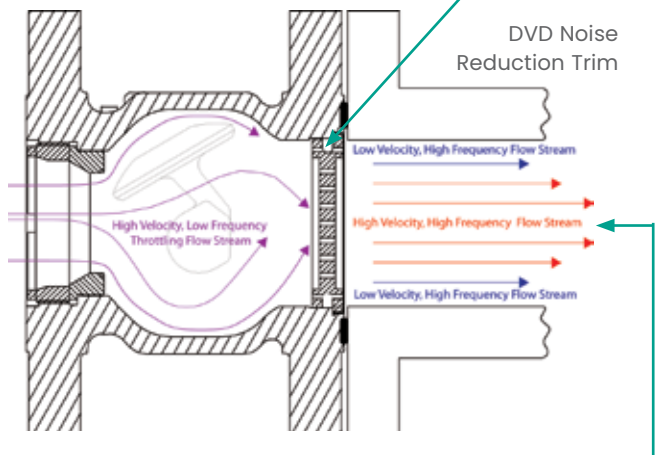 DVD Noise
Reduction Trim
Low Velocity, High Frequency Flow Stream
High Velocity, Low Frequency
Throttling Flow Stream
High Velocity, High Frequency Flow Stream
Low Velocity, High Frequency Flow Stream